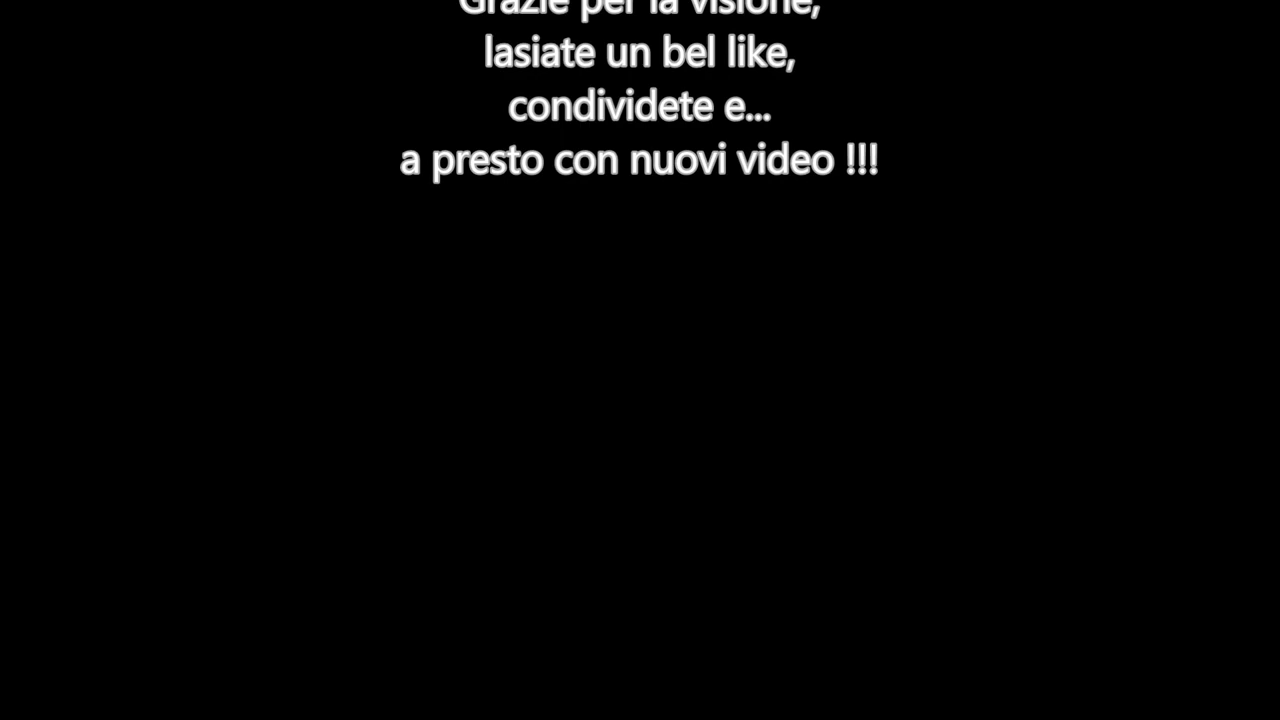 Grazie per la visione,
lasiate un bel like,
condividete e...
a presto con nuovi video !!!